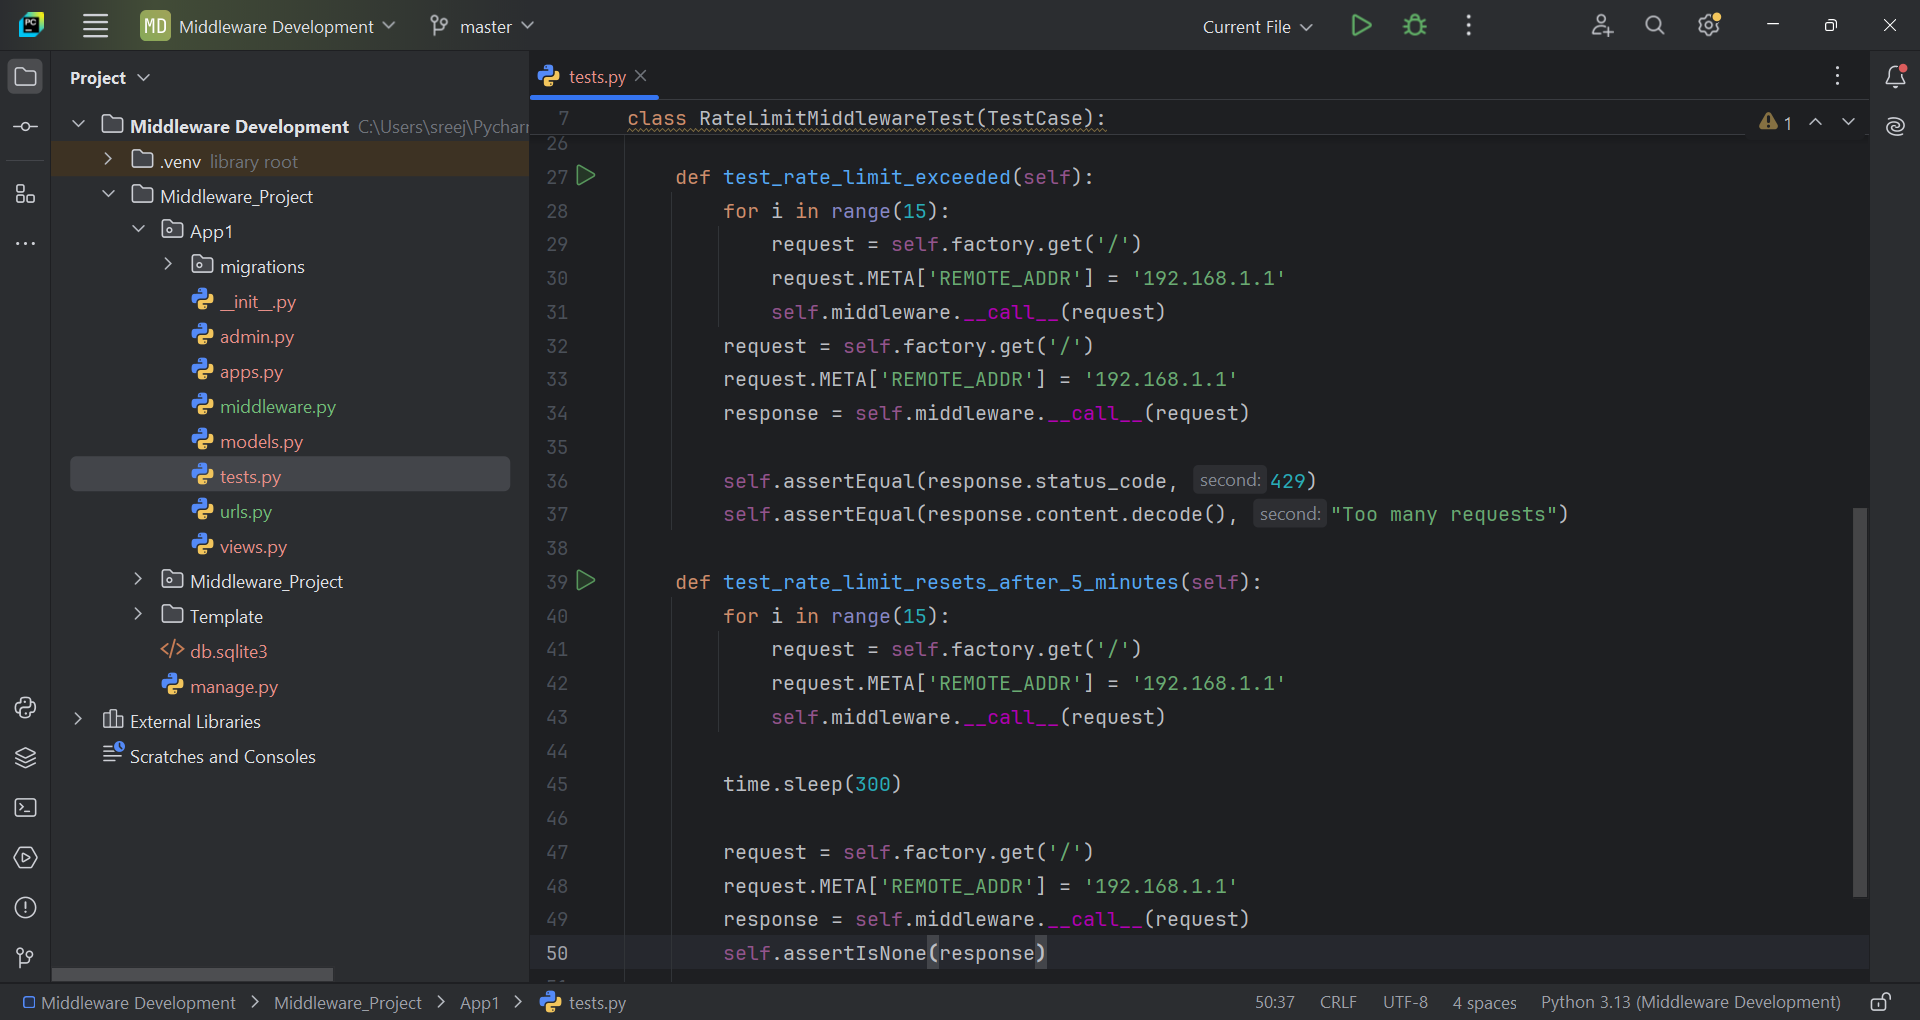 MD Middleware Development
master
Current File
Project
Middleware Development C:\Users\sreej\Pychar
.venv library root
Middleware_Project
App1
migrations
__init__.py
admin.py
apps.py
middleware.py
models.py
tests.py
urls.py
views.py
Middleware_Project
Template
db.sqlite3
manage.py
External Libraries
Scratches and Consoles
tests.py
7 class RateLimitMiddlewareTest(TestCase):
1
26
27 def test_rate_limit_exceeded(self):
28 for i in range(15):
29 request = self.factory.get('/')
30 request.META['REMOTE_ADDR'] = '192.168.1.1'
31 self.middleware.__call__(request)
32 request = self.factory.get('/')
33 request.META['REMOTE_ADDR'] = '192.168.1.1'
34 response = self.middleware.__call__(request)
35
36 self.assertEqual(response.status_code, second: 429)
37 self.assertEqual(response.content.decode(), second: "Too many requests")
38
39 def test_rate_limit_resets_after_5_minutes(self):
40 for i in range(15):
41 request = self.factory.get('/')
42 request.META['REMOTE_ADDR'] = '192.168.1.1'
43 self.middleware.__call__(request)
44
45 time.sleep(300)
46
47 request = self.factory.get('/')
48 request.META['REMOTE_ADDR'] = '192.168.1.1'
49 response = self.middleware.__call__(request)
50 self.assertIsNone(response)
Middleware Development > Middleware_Project > App1 > tests.py
50:37 CRLF UTF-8 4 spaces Python 3.13 (Middleware Development)